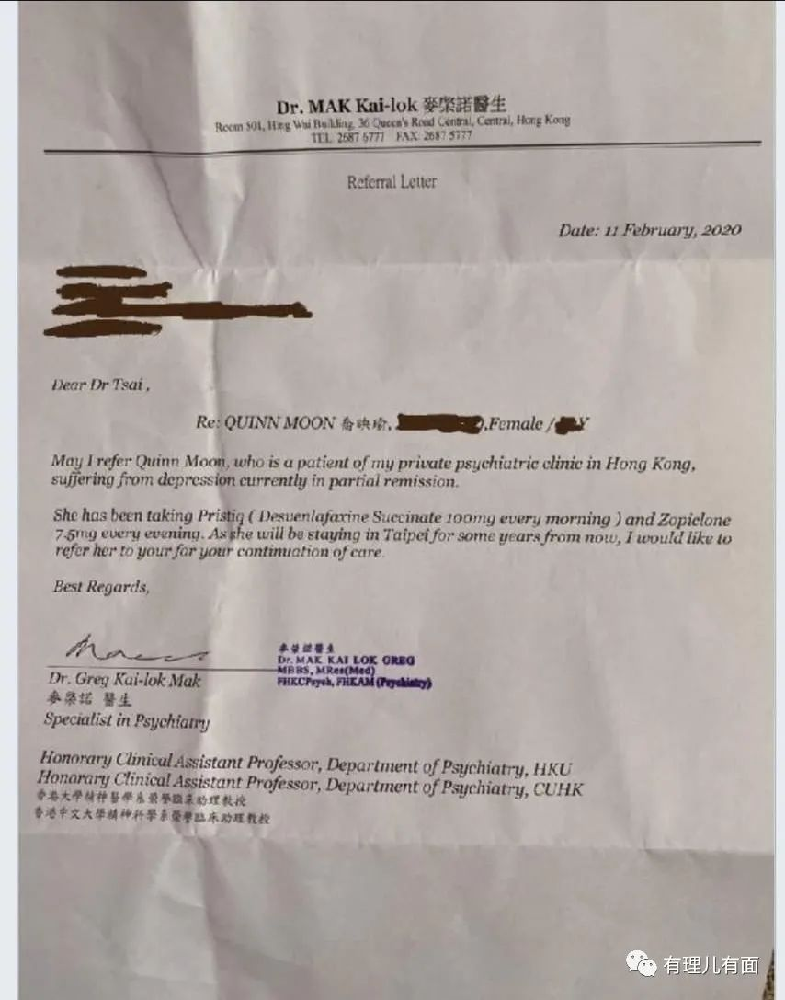 Dr. MAK Kai-lok 麥棨諾醫生
Room 501, Hing Wai Building, 36 Queen's Road Central, Central, Hong Kong
TEL 2687 6777 FAX 2687 5777
Referral Letter
Date: 11 February, 2020
Dear Dr Tsai,
Re: QUINN MOON 喬映瑜, ,Female / Y
May I refer Quinn Moon, who is a patient of my private psychiatric clinic in Hong Kong,
suffering from depression currently in partial remission.
She has been taking Pristiq ( Desvenlafaxine Succinate 100mg every morning ) and Zopiclone
7.5mg every evening. As she will be staying in Taipei for some years from now, I would like to
refer her to your for your continuation of care.
Best Regards,
麥棨諾醫生
Dr. MAK KAI LOK GREG
MBBS, MRes(Med)
FHKCPsych, FHKAM (Psychiatry)
Dr. Greg Kai-lok Mak
麥棨諾 醫生
Specialist in Psychiatry
Honorary Clinical Assistant Professor, Department of Psychiatry, HKU
Honorary Clinical Assistant Professor, Department of Psychiatry, CUHK
香港大學精神醫學系榮譽臨床助理教授
香港中文大學精神科學系榮譽臨床助理教授
有理儿有面